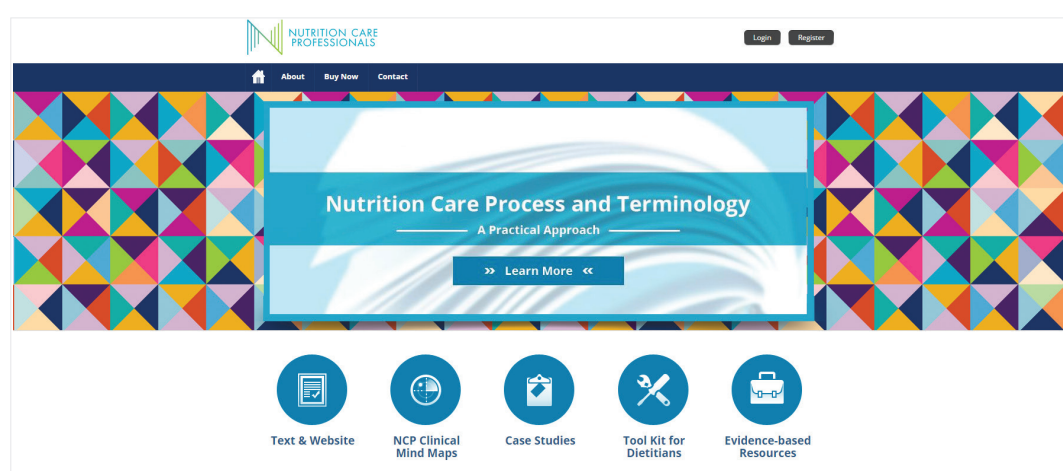 NUTRITION CARE
PROFESSIONALS
Login Register
About Buy Now Contact
Nutrition Care Process and Terminology
A Practical Approach
» Learn More «
Text & Website
NCP Clinical
Mind Maps
Case Studies
Tool Kit for
Dietitians
Evidence-based
Resources